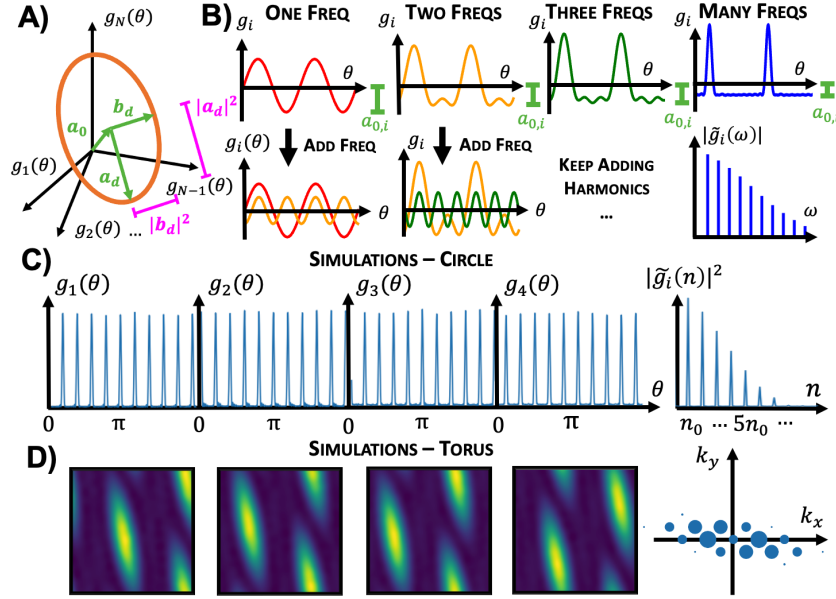 A)
g_N(θ)
b_d
a_0
|a_d|²
g_1(θ)
a_d
g_{N−1}(θ)
g_2(θ) ...
|b_d|²
B)
ONE FREQ
TWO FREQS
THREE FREQS
MANY FREQS
g_i
θ
a_{0,i}
g_i
θ
a_{0,i}
g_i
θ
a_{0,i}
g_i
θ
a_{0,i}
g_i(θ)
ADD FREQ
θ
g_i
ADD FREQ
θ
KEEP ADDING
HARMONICS
...
|g̃_i(ω)|
ω
C)
SIMULATIONS – CIRCLE
g_1(θ)
g_2(θ)
g_3(θ)
g_4(θ)
|g̃_i(n)|²
θ
n
0 π 0 π 0 π 0 π
n_0 ... 5n_0 ...
SIMULATIONS – TORUS
D)
k_y
k_x